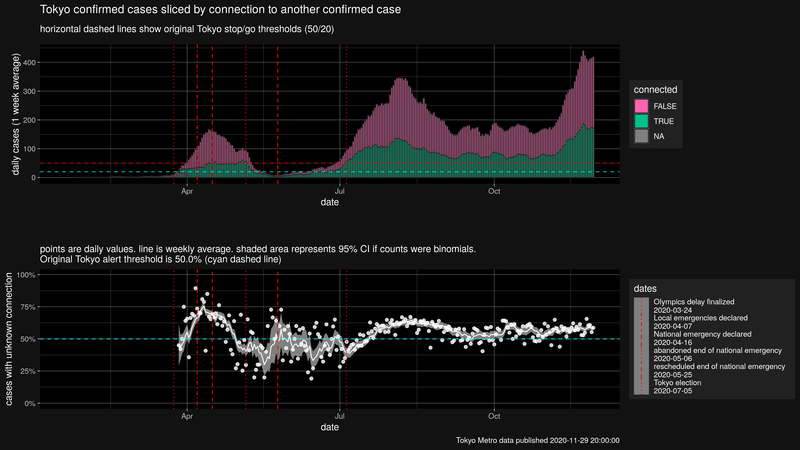 Tokyo confirmed cases sliced by connection to another confirmed case
horizontal dashed lines show original Tokyo stop/go thresholds (50/20)
daily cases (1 week average)
400
300
200
100
0
Apr
Jul
Oct
date
connected
FALSE
TRUE
NA
points are daily values. line is weekly average. shaded area represents 95% CI if counts were binomials.
Original Tokyo alert threshold is 50.0% (cyan dashed line)
cases with unknown connection
100%
75%
50%
25%
0%
Apr
Jul
Oct
date
dates
Olympics delay finalized
2020-03-24
Local emergencies declared
2020-04-07
National emergency declared
2020-04-16
abandoned end of national emergency
2020-05-06
rescheduled end of national emergency
2020-05-25
Tokyo election
2020-07-05
Tokyo Metro data published 2020-11-29 20:00:00